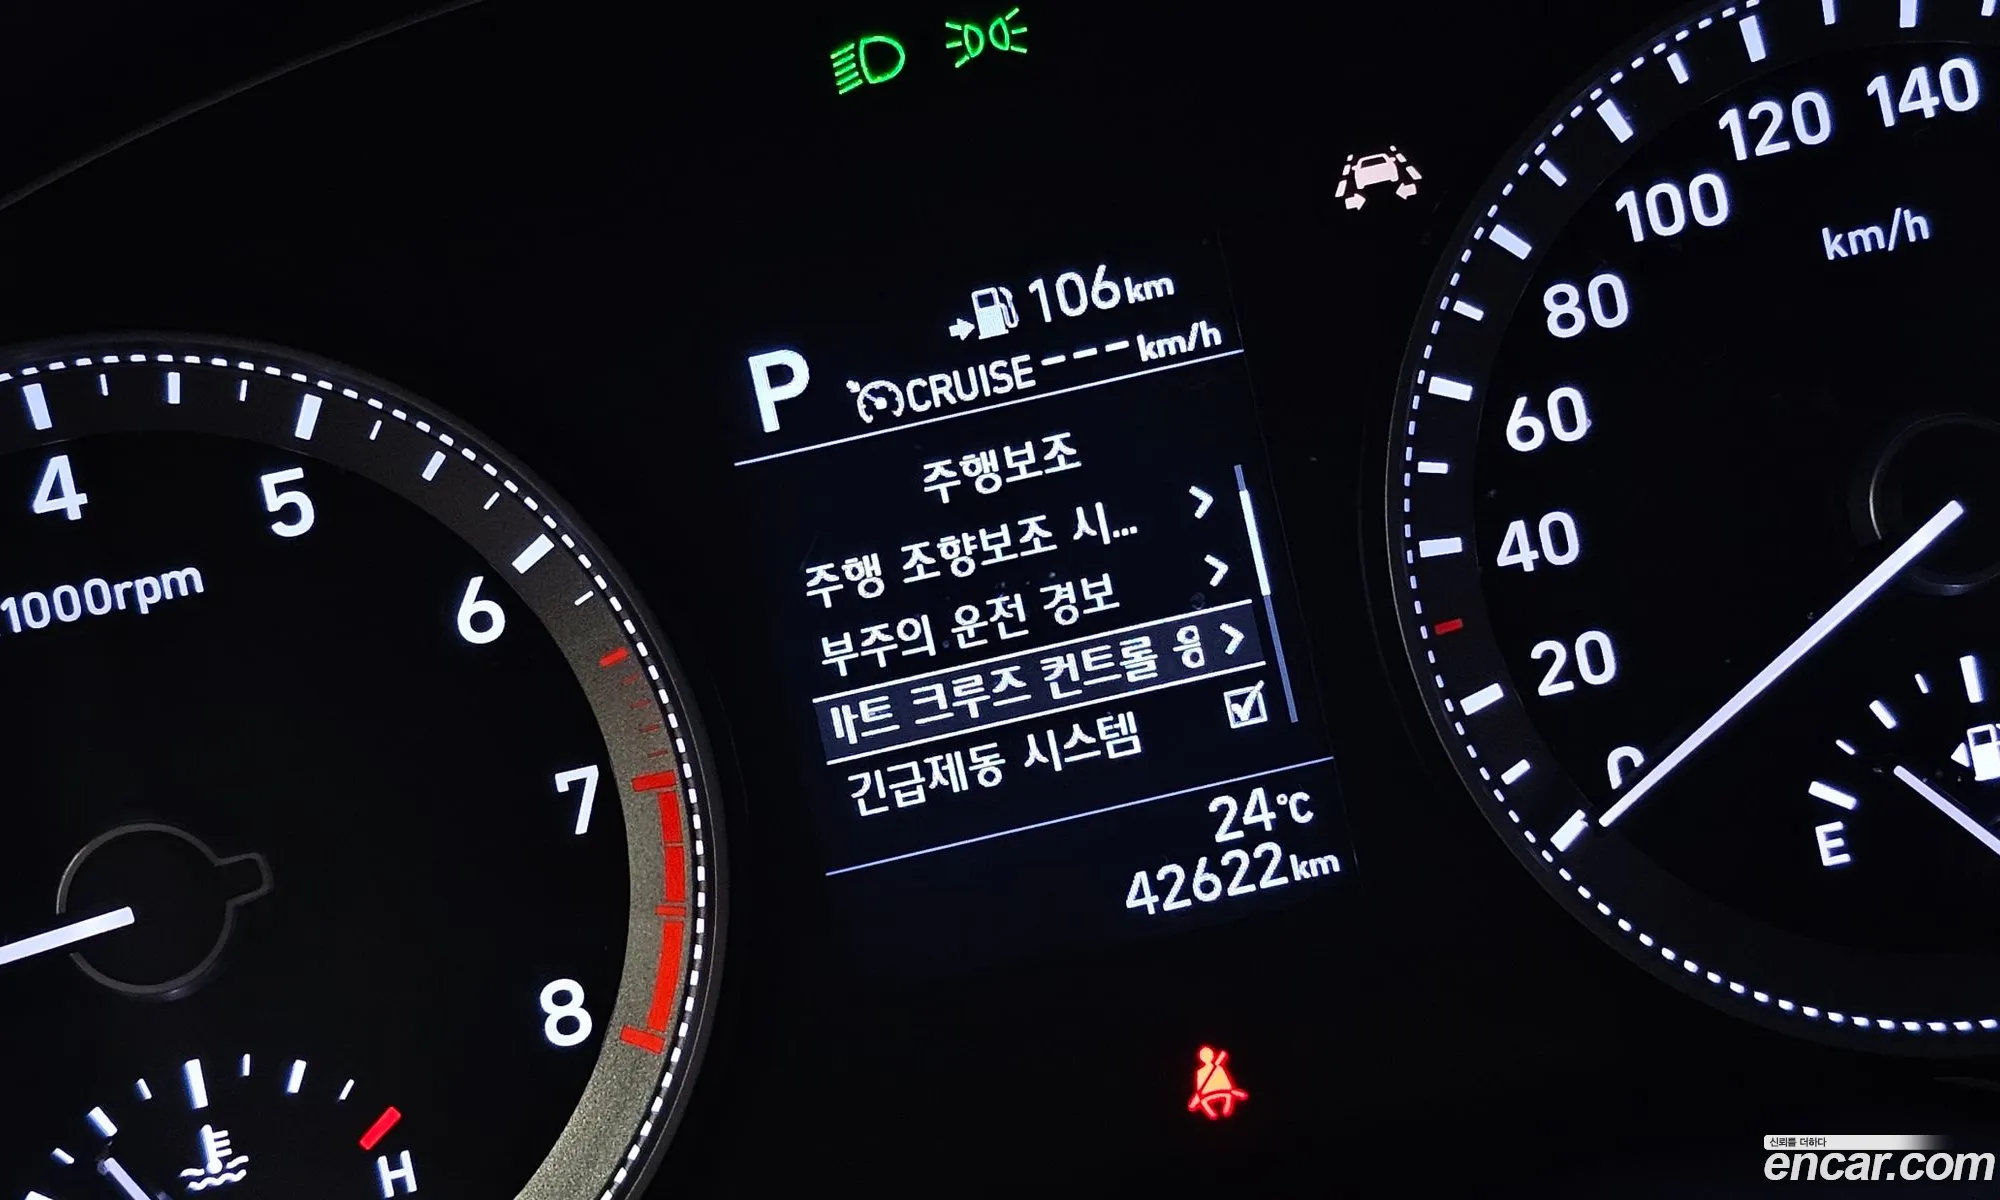 140
120
100
km/h
80
60
40
20
0
E
106km
P
CRUISE --- km/h
주행보조
주행 조향보조 시...
부주의 운전 경보
마트 크루즈 컨트롤 응
긴급제동 시스템
24℃
42622km
4
5
6
7
8
1000rpm
H
신뢰를 더하다
encar.com